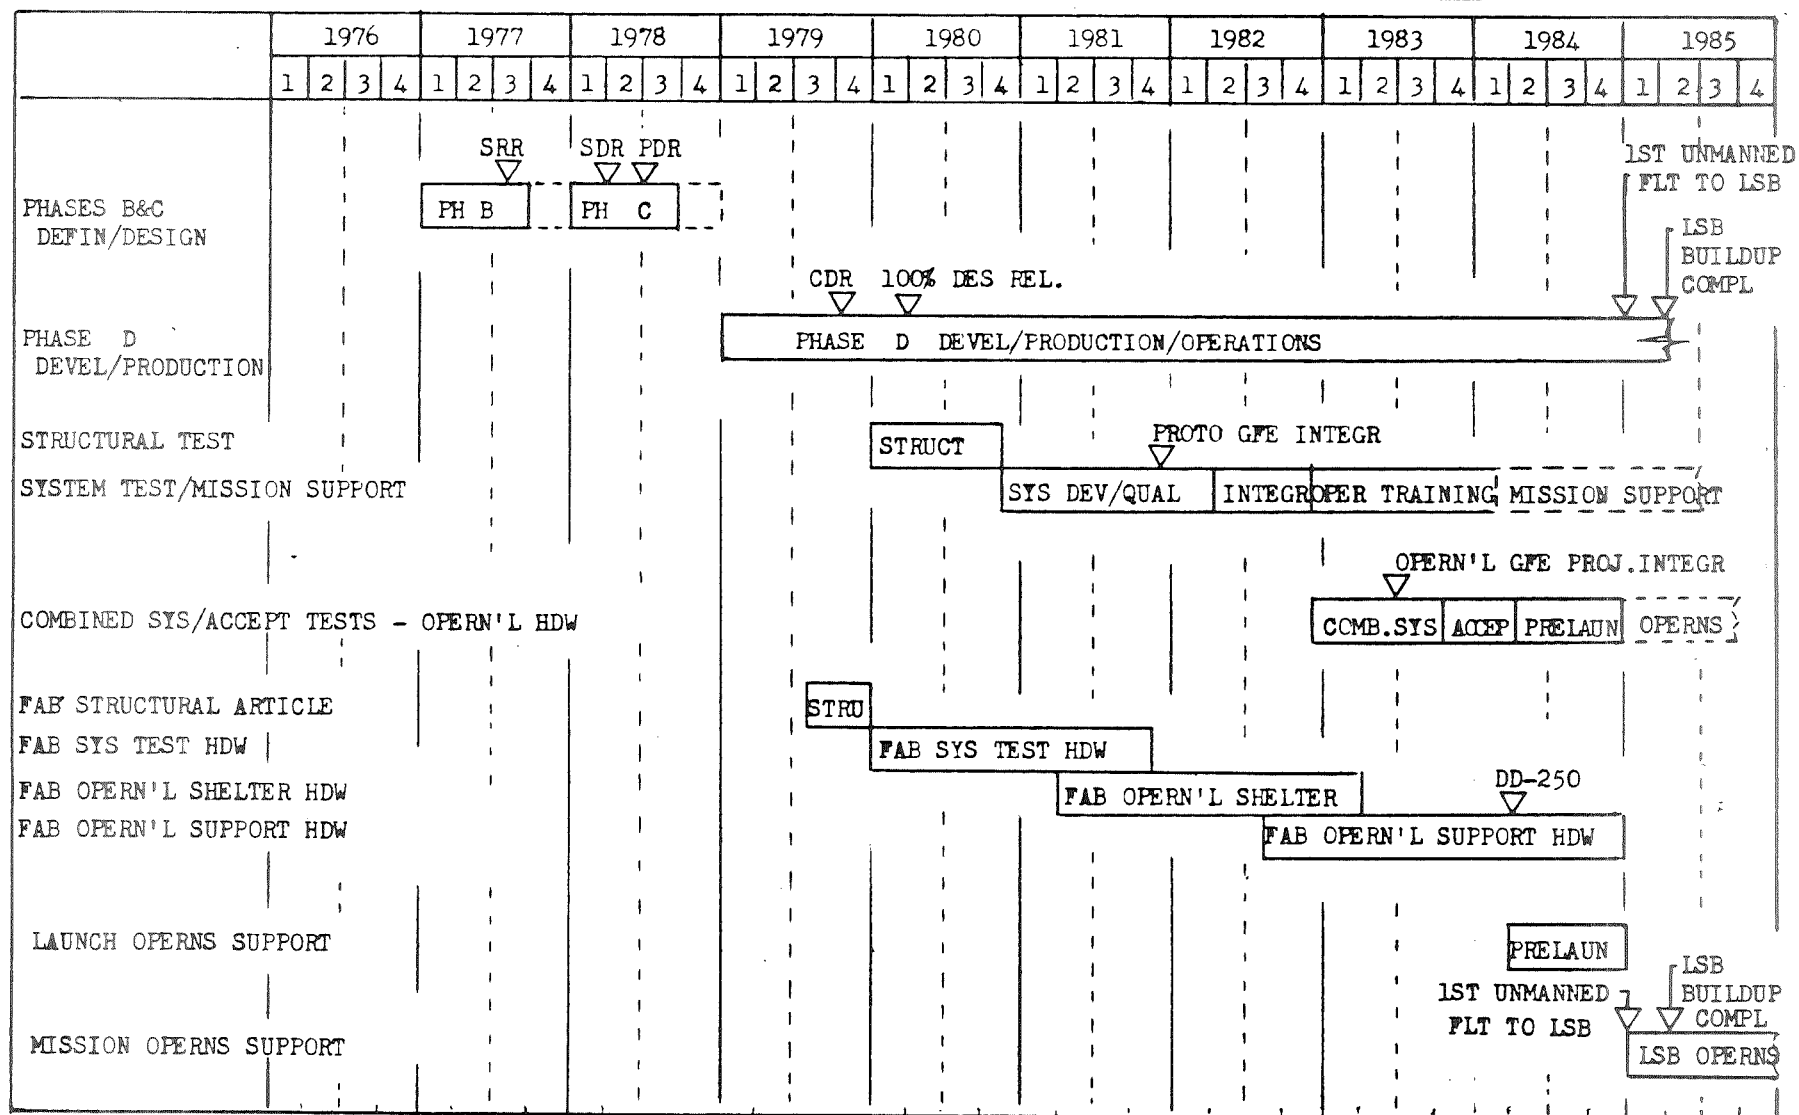 1976 1977 1978 1979 1980 1981 1982 1983 1984 1985
1 2 3 4 1 2 3 4 1 2 3 4 1 2 3 4 1 2 3 4 1 2 3 4 1 2 3 4 1 2 3 4 1 2 3 4 1 2 3 4
SRR SDR PDR
1ST UNMANNED
FLT TO LSB
PHASES B&C
DEFIN/DESIGN
PH B PH C
LSB
BUILDUP
COMPL
CDR 100% DES REL.
PHASE D
DEVEL/PRODUCTION
PHASE D DEVEL/PRODUCTION/OPERATIONS
STRUCTURAL TEST
STRUCT
PROTO GFE INTEGR
SYSTEM TEST/MISSION SUPPORT
SYS DEV/QUAL INTEGR OPER TRAINING MISSION SUPPORT
OPERN'L GFE PROJ.INTEGR
COMBINED SYS/ACCEPT TESTS - OPERN'L HDW
COMB.SYS ACCEP PRELAUN OPERNS
FAB STRUCTURAL ARTICLE
STRU
FAB SYS TEST HDW
FAB SYS TEST HDW
FAB OPERN'L SHELTER HDW
FAB OPERN'L SHELTER
DD-250
FAB OPERN'L SUPPORT HDW
FAB OPERN'L SUPPORT HDW
LAUNCH OPERNS SUPPORT
PRELAUN
1ST UNMANNED
FLT TO LSB
LSB
BUILDUP
COMPL
MISSION OPERNS SUPPORT
LSB OPERNS